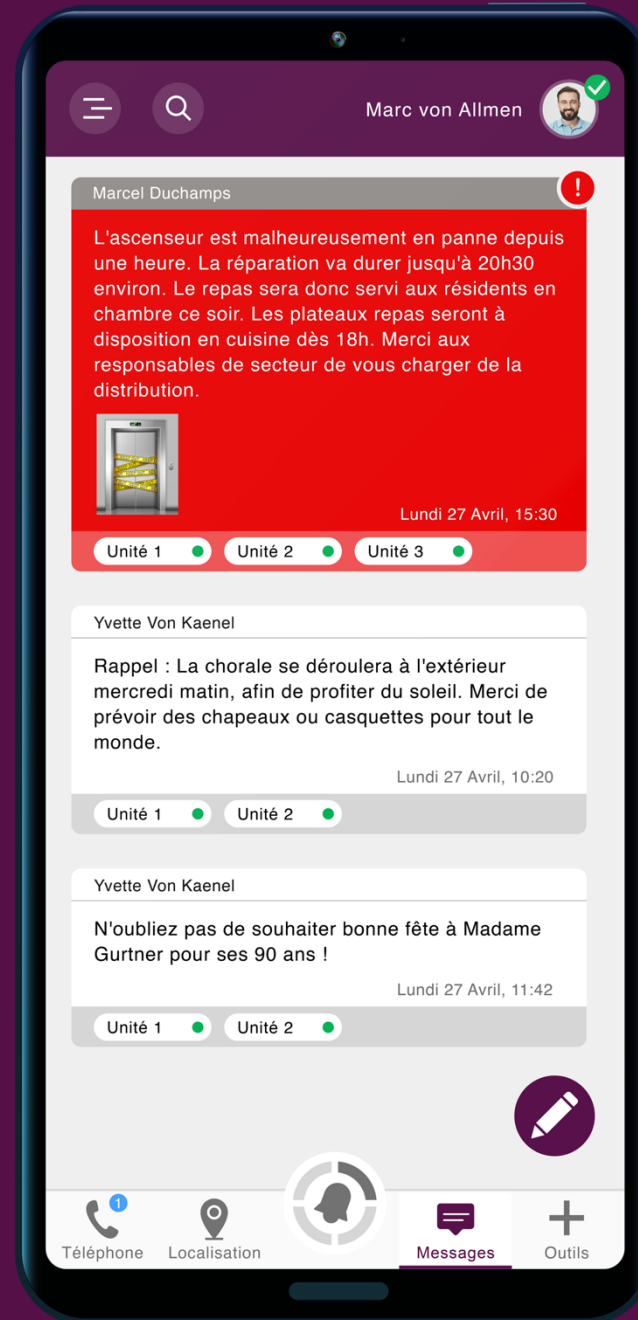 Marc von Allmen
Marcel Duchamps
!
L'ascenseur est malheureusement en panne depuis
une heure. La réparation va durer jusqu'à 20h30
environ. Le repas sera donc servi aux résidents en
chambre ce soir. Les plateaux repas seront à
disposition en cuisine dès 18h. Merci aux
responsables de secteur de vous charger de la
distribution.
Lundi 27 Avril, 15:30
Unité 1 Unité 2 Unité 3
Yvette Von Kaenel
Rappel : La chorale se déroulera à l'extérieur
mercredi matin, afin de profiter du soleil. Merci de
prévoir des chapeaux ou casquettes pour tout le
monde.
Lundi 27 Avril, 10:20
Unité 1 Unité 2
Yvette Von Kaenel
N'oubliez pas de souhaiter bonne fête à Madame
Gurtner pour ses 90 ans !
Lundi 27 Avril, 11:42
Unité 1 Unité 2
1
Téléphone Localisation Messages Outils